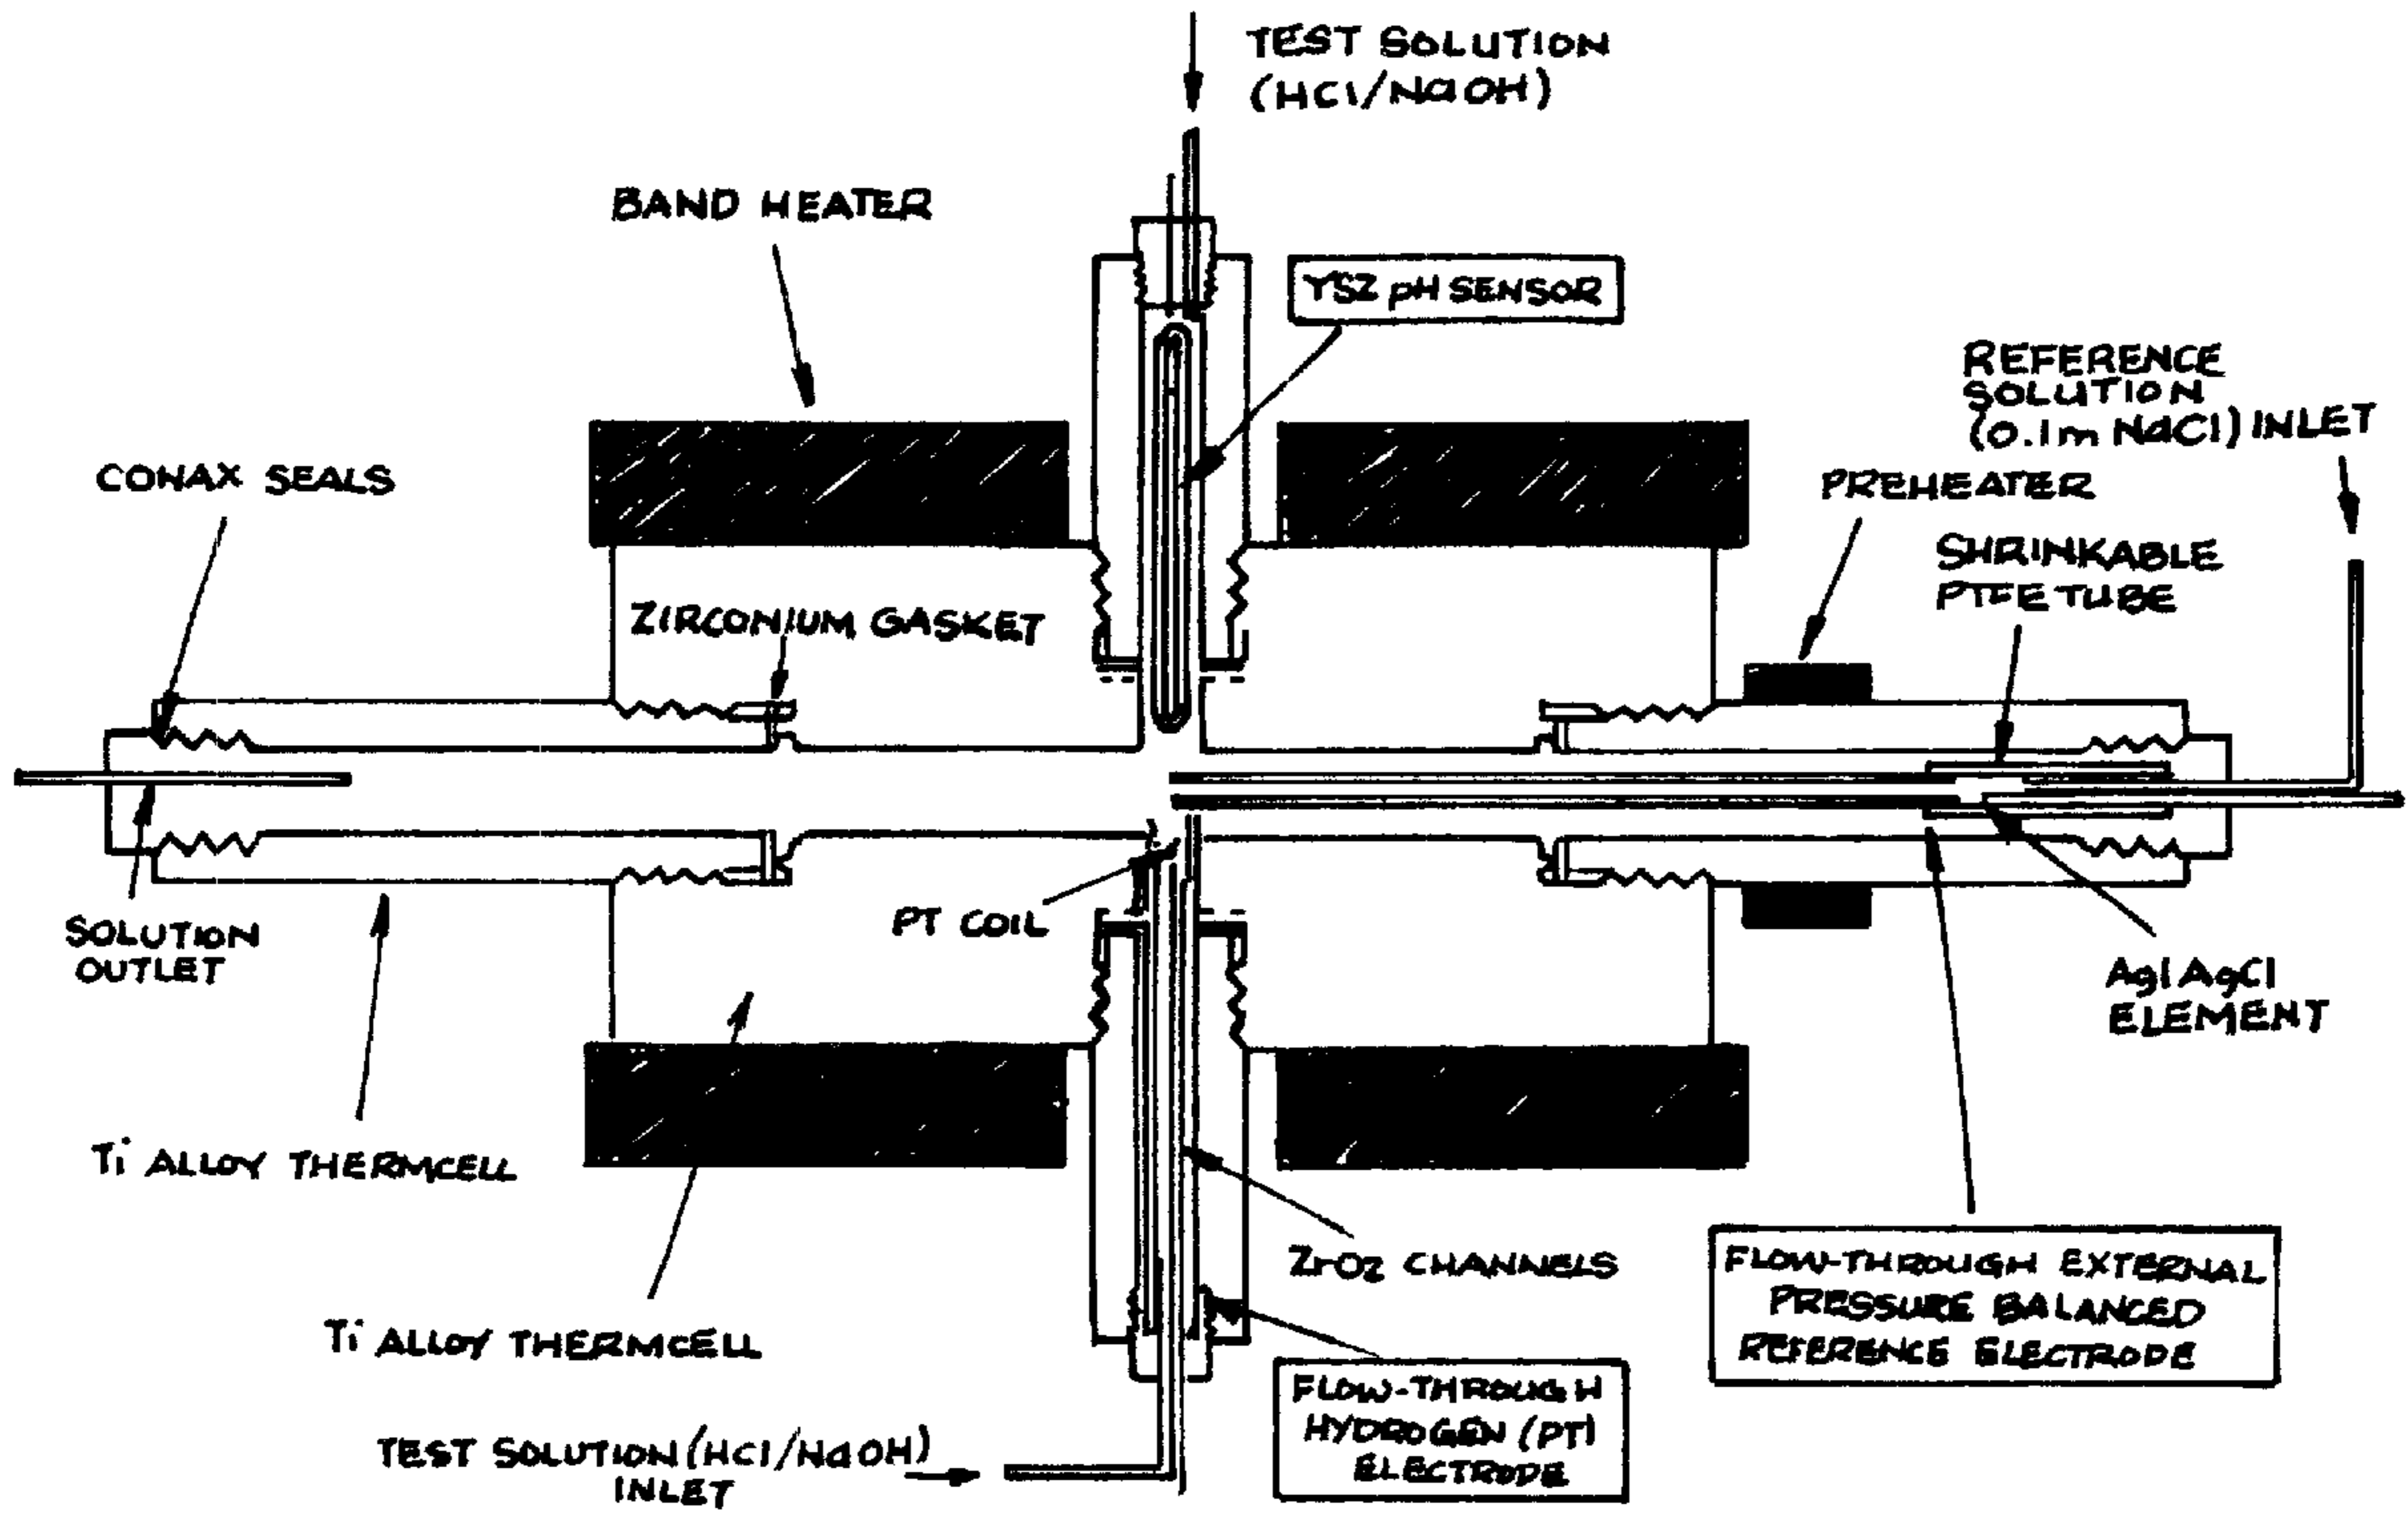 TEST SOLUTION
(HCl/NaOH)
BAND HEATER
YSZ pH SENSOR
REFERENCE
SOLUTION
(0.1m NaCl) INLET
CONAX SEALS
PREHEATER
SHRINKABLE
PTFE TUBE
ZIRCONIUM GASKET
PT COIL
SOLUTION
OUTLET
Ag|AgCl
ELEMENT
Ti ALLOY THERMCELL
ZrO2 CHANNELS
FLOW-THROUGH EXTERNAL
PRESSURE BALANCED
REFERENCE ELECTRODE
Ti ALLOY THERMCELL
FLOW-THROUGH
HYDROGEN (PT)
ELECTRODE
TEST SOLUTION (HCl/NaOH)
INLET